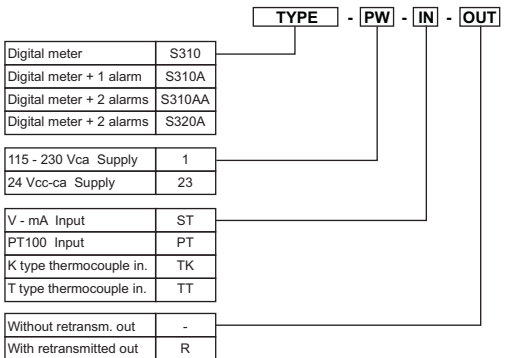 TYPE - PW - IN - OUT
Digital meter S310
Digital meter + 1 alarm S310A
Digital meter + 2 alarms S310AA
Digital meter + 2 alarms S320A
115 - 230 Vca Supply 1
24 Vcc-ca Supply 23
V - mA Input ST
PT100 Input PT
K type thermocouple in. TK
T type thermocouple in. TT
Without retransm. out -
With retransmitted out R